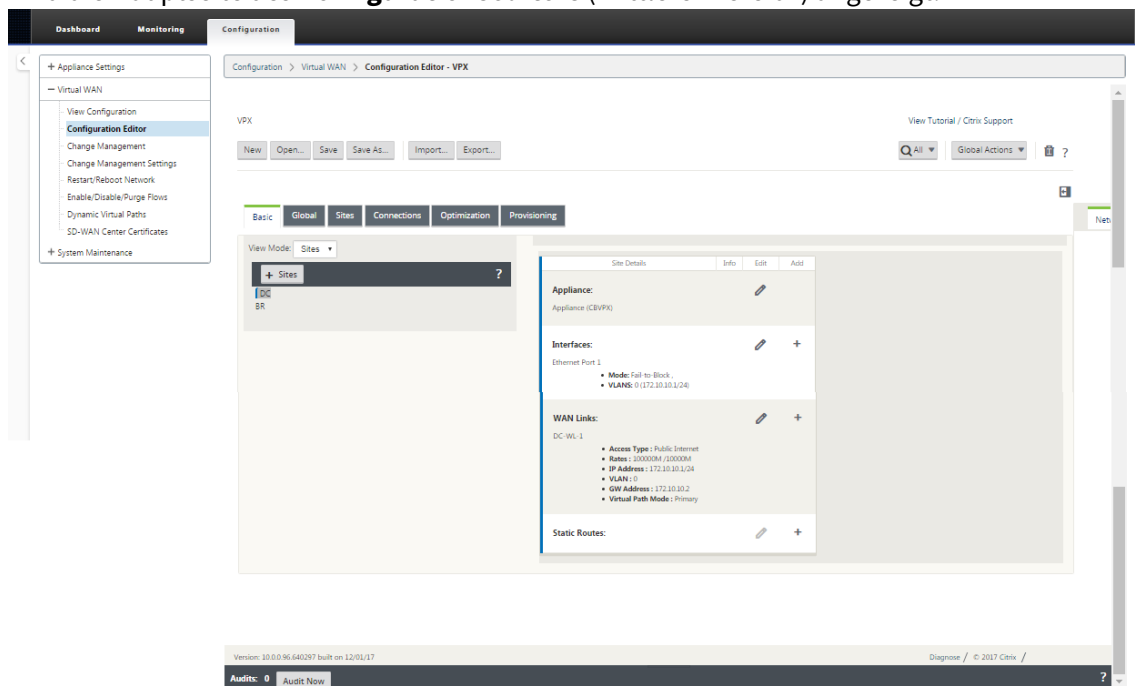 Dashboard Monitoring Configuration
+ Appliance Settings
− Virtual WAN
View Configuration
Configuration Editor
Change Management
Change Management Settings
Restart/Reboot Network
Enable/Disable/Purge Flows
Dynamic Virtual Paths
SD-WAN Center Certificates
+ System Maintenance
Configuration > Virtual WAN > Configuration Editor - VPX
VPX
View Tutorial / Citrix Support
New Open... Save Save As... Import... Export...
All Global Actions ?
Basic Global Sites Connections Optimization Provisioning
View Mode: Sites
+ Sites ?
DC
BR
Site Details Info Edit Add
Appliance:
Appliance (CBVPX)
Interfaces:
Ethernet Port 1
• Mode: Fail-to-Block ,
• VLANS: 0 (172.10.10.1/24)
WAN Links:
DC-WL-1
• Access Type : Public Internet
• Rates : 100000M /10000M
• IP Address : 172.10.10.1/24
• VLAN : 0
• GW Address : 172.10.10.2
• Virtual Path Mode : Primary
Static Routes:
Version: 10.0.0.96.640297 built on 12/01/17
Diagnose / © 2017 Citrix /
Audits: 0 Audit Now ?